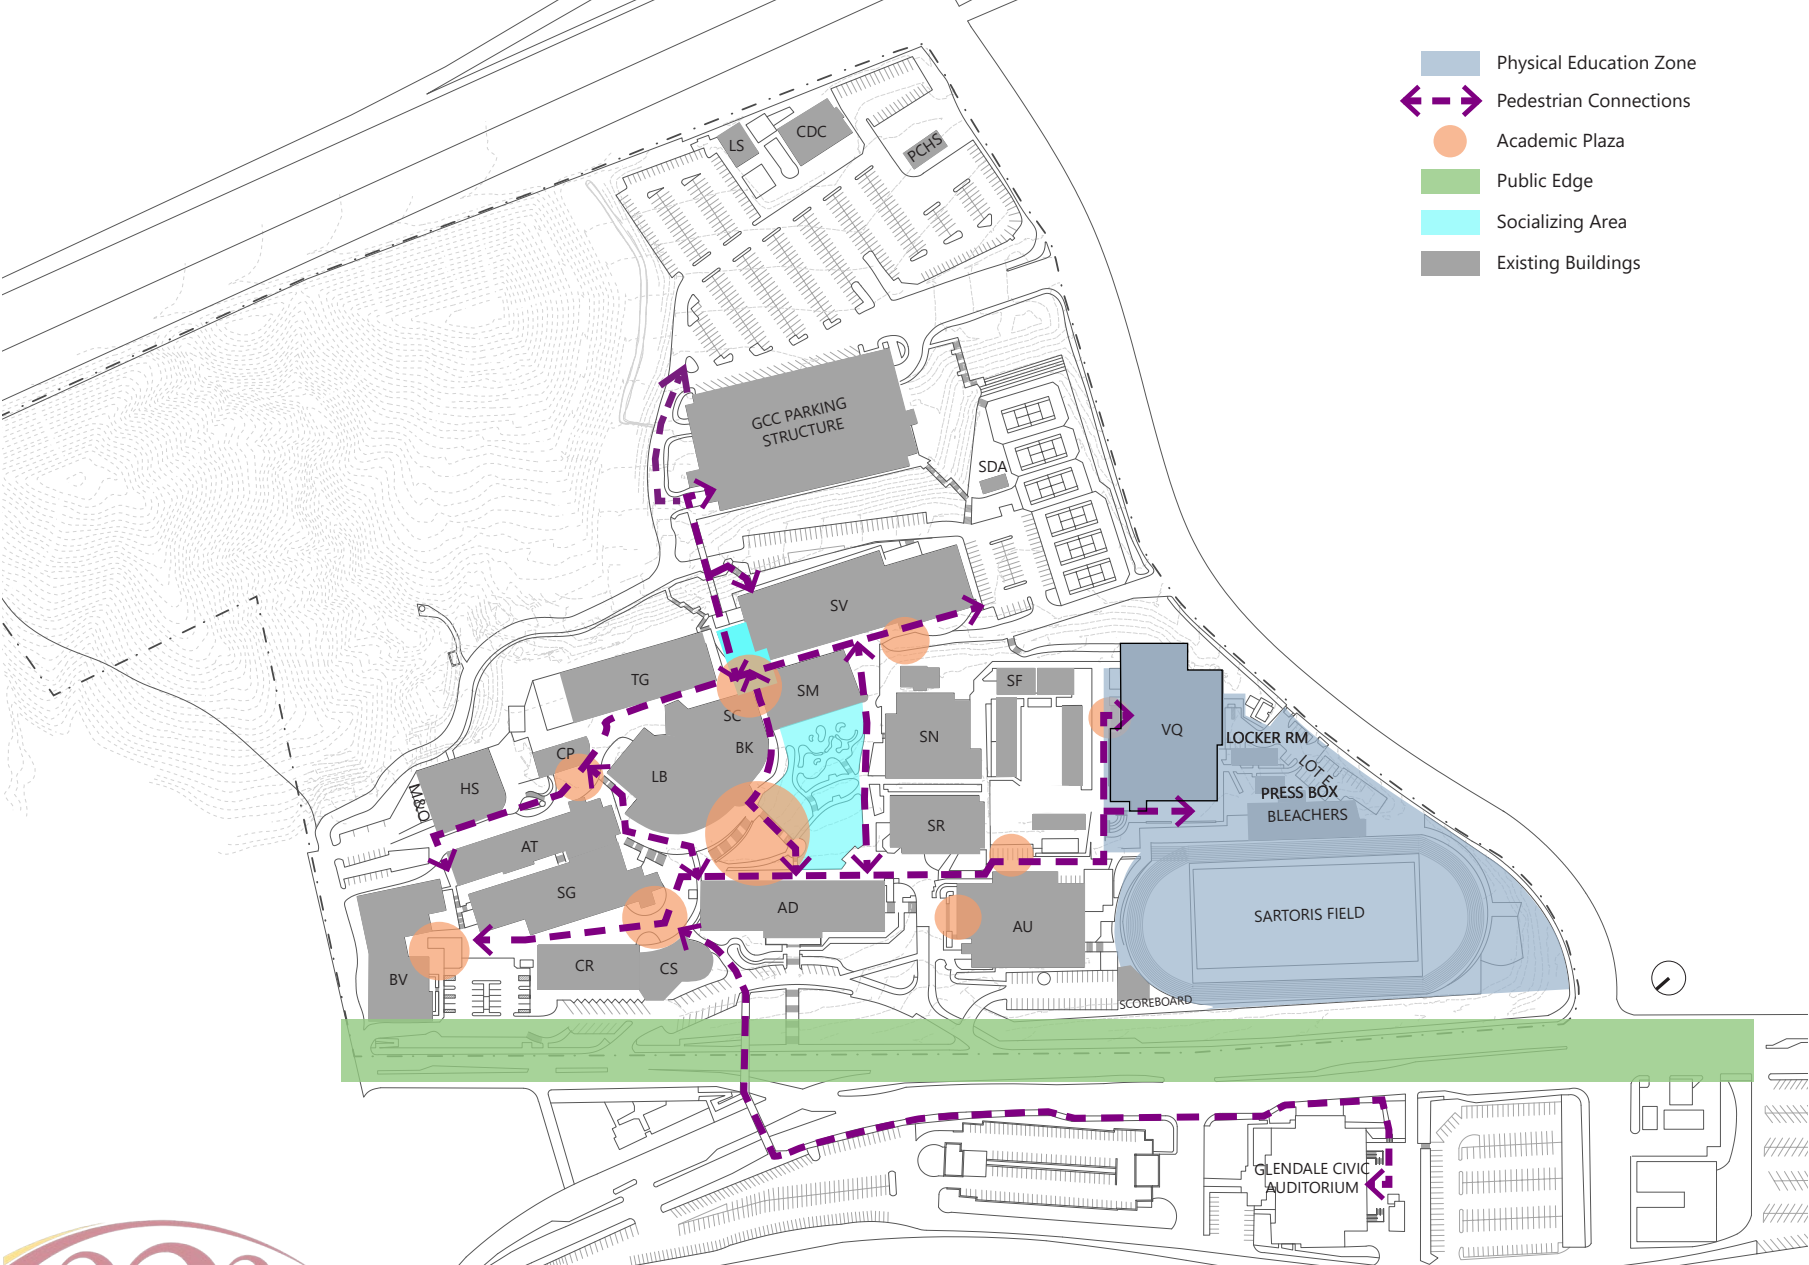 Physical Education Zone
Pedestrian Connections
Academic Plaza
Public Edge
Socializing Area
Existing Buildings
LS
CDC
PCHS
GCC PARKING
STRUCTURE
SDA
SV
TG
SM
SF
SC
BK
SN
VQ
LOCKER RM
CP
LB
LOT E
HS
M&O
PRESS BOX
BLEACHERS
SR
AT
SG
AD
SARTORIS FIELD
AU
CR
CS
BV
SCOREBOARD
GLENDALE CIVIC
AUDITORIUM